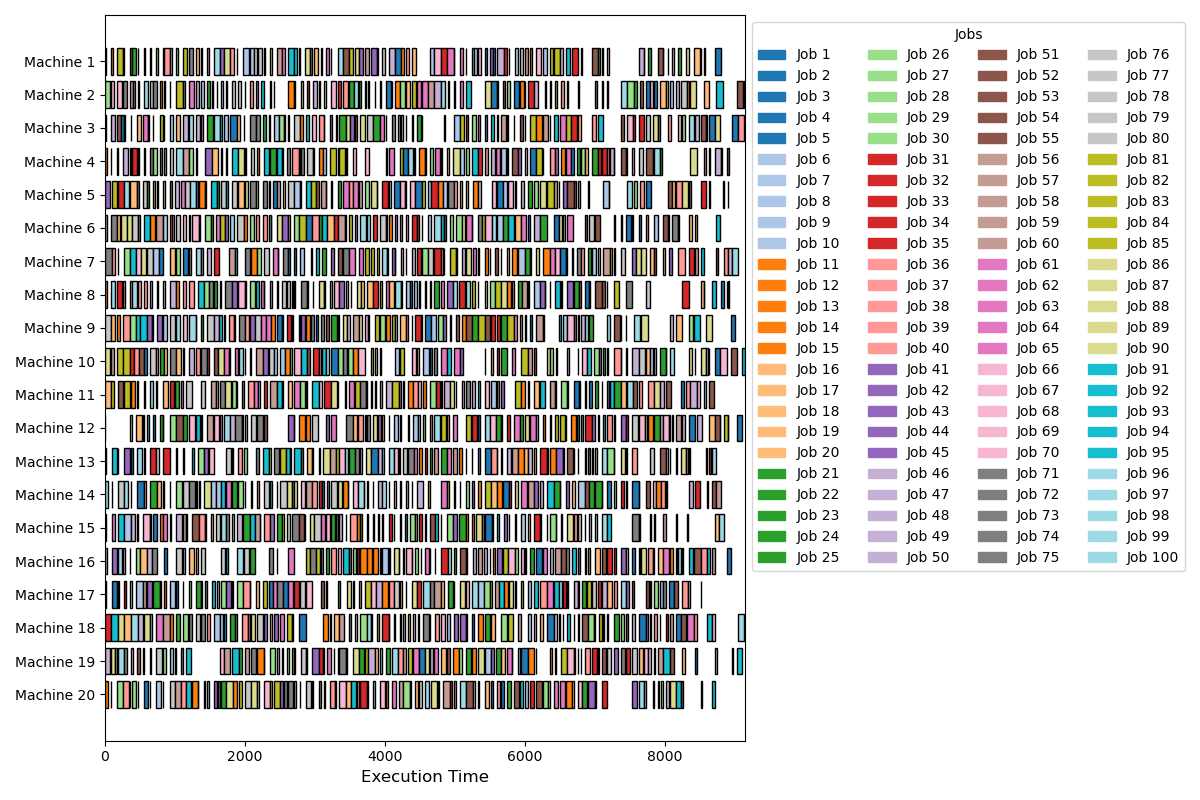 Machine 1
Machine 2
Machine 3
Machine 4
Machine 5
Machine 6
Machine 7
Machine 8
Machine 9
Machine 10
Machine 11
Machine 12
Machine 13
Machine 14
Machine 15
Machine 16
Machine 17
Machine 18
Machine 19
Machine 20
0 2000 4000 6000 8000
Execution Time
Jobs
Job 1 Job 26 Job 51 Job 76
Job 2 Job 27 Job 52 Job 77
Job 3 Job 28 Job 53 Job 78
Job 4 Job 29 Job 54 Job 79
Job 5 Job 30 Job 55 Job 80
Job 6 Job 31 Job 56 Job 81
Job 7 Job 32 Job 57 Job 82
Job 8 Job 33 Job 58 Job 83
Job 9 Job 34 Job 59 Job 84
Job 10 Job 35 Job 60 Job 85
Job 11 Job 36 Job 61 Job 86
Job 12 Job 37 Job 62 Job 87
Job 13 Job 38 Job 63 Job 88
Job 14 Job 39 Job 64 Job 89
Job 15 Job 40 Job 65 Job 90
Job 16 Job 41 Job 66 Job 91
Job 17 Job 42 Job 67 Job 92
Job 18 Job 43 Job 68 Job 93
Job 19 Job 44 Job 69 Job 94
Job 20 Job 45 Job 70 Job 95
Job 21 Job 46 Job 71 Job 96
Job 22 Job 47 Job 72 Job 97
Job 23 Job 48 Job 73 Job 98
Job 24 Job 49 Job 74 Job 99
Job 25 Job 50 Job 75 Job 100